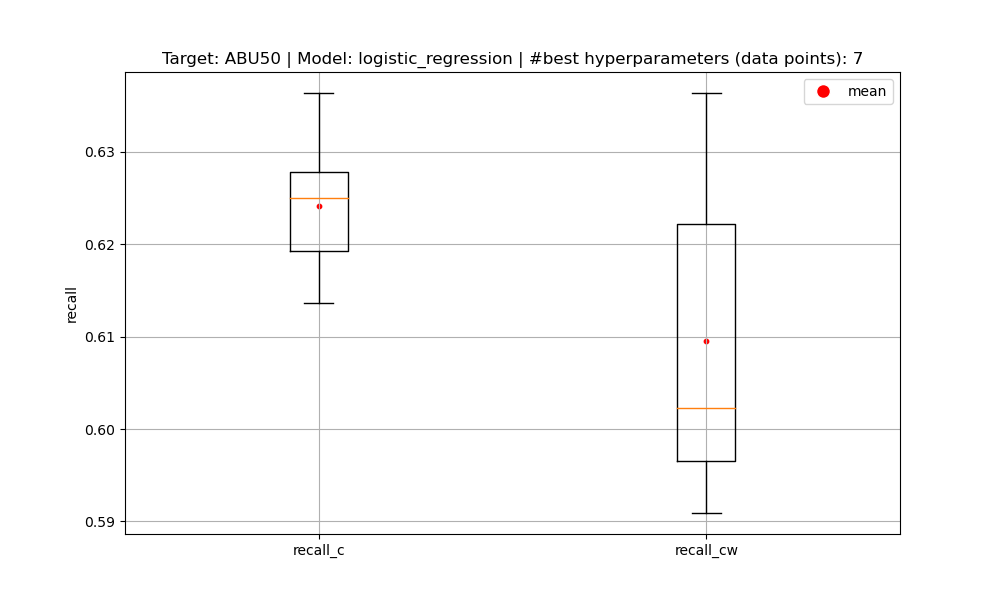 Target: ABU50 | Model: logistic_regression | #best hyperparameters (data points): 7
mean
recall
0.63
0.62
0.61
0.60
0.59
recall_c
recall_cw